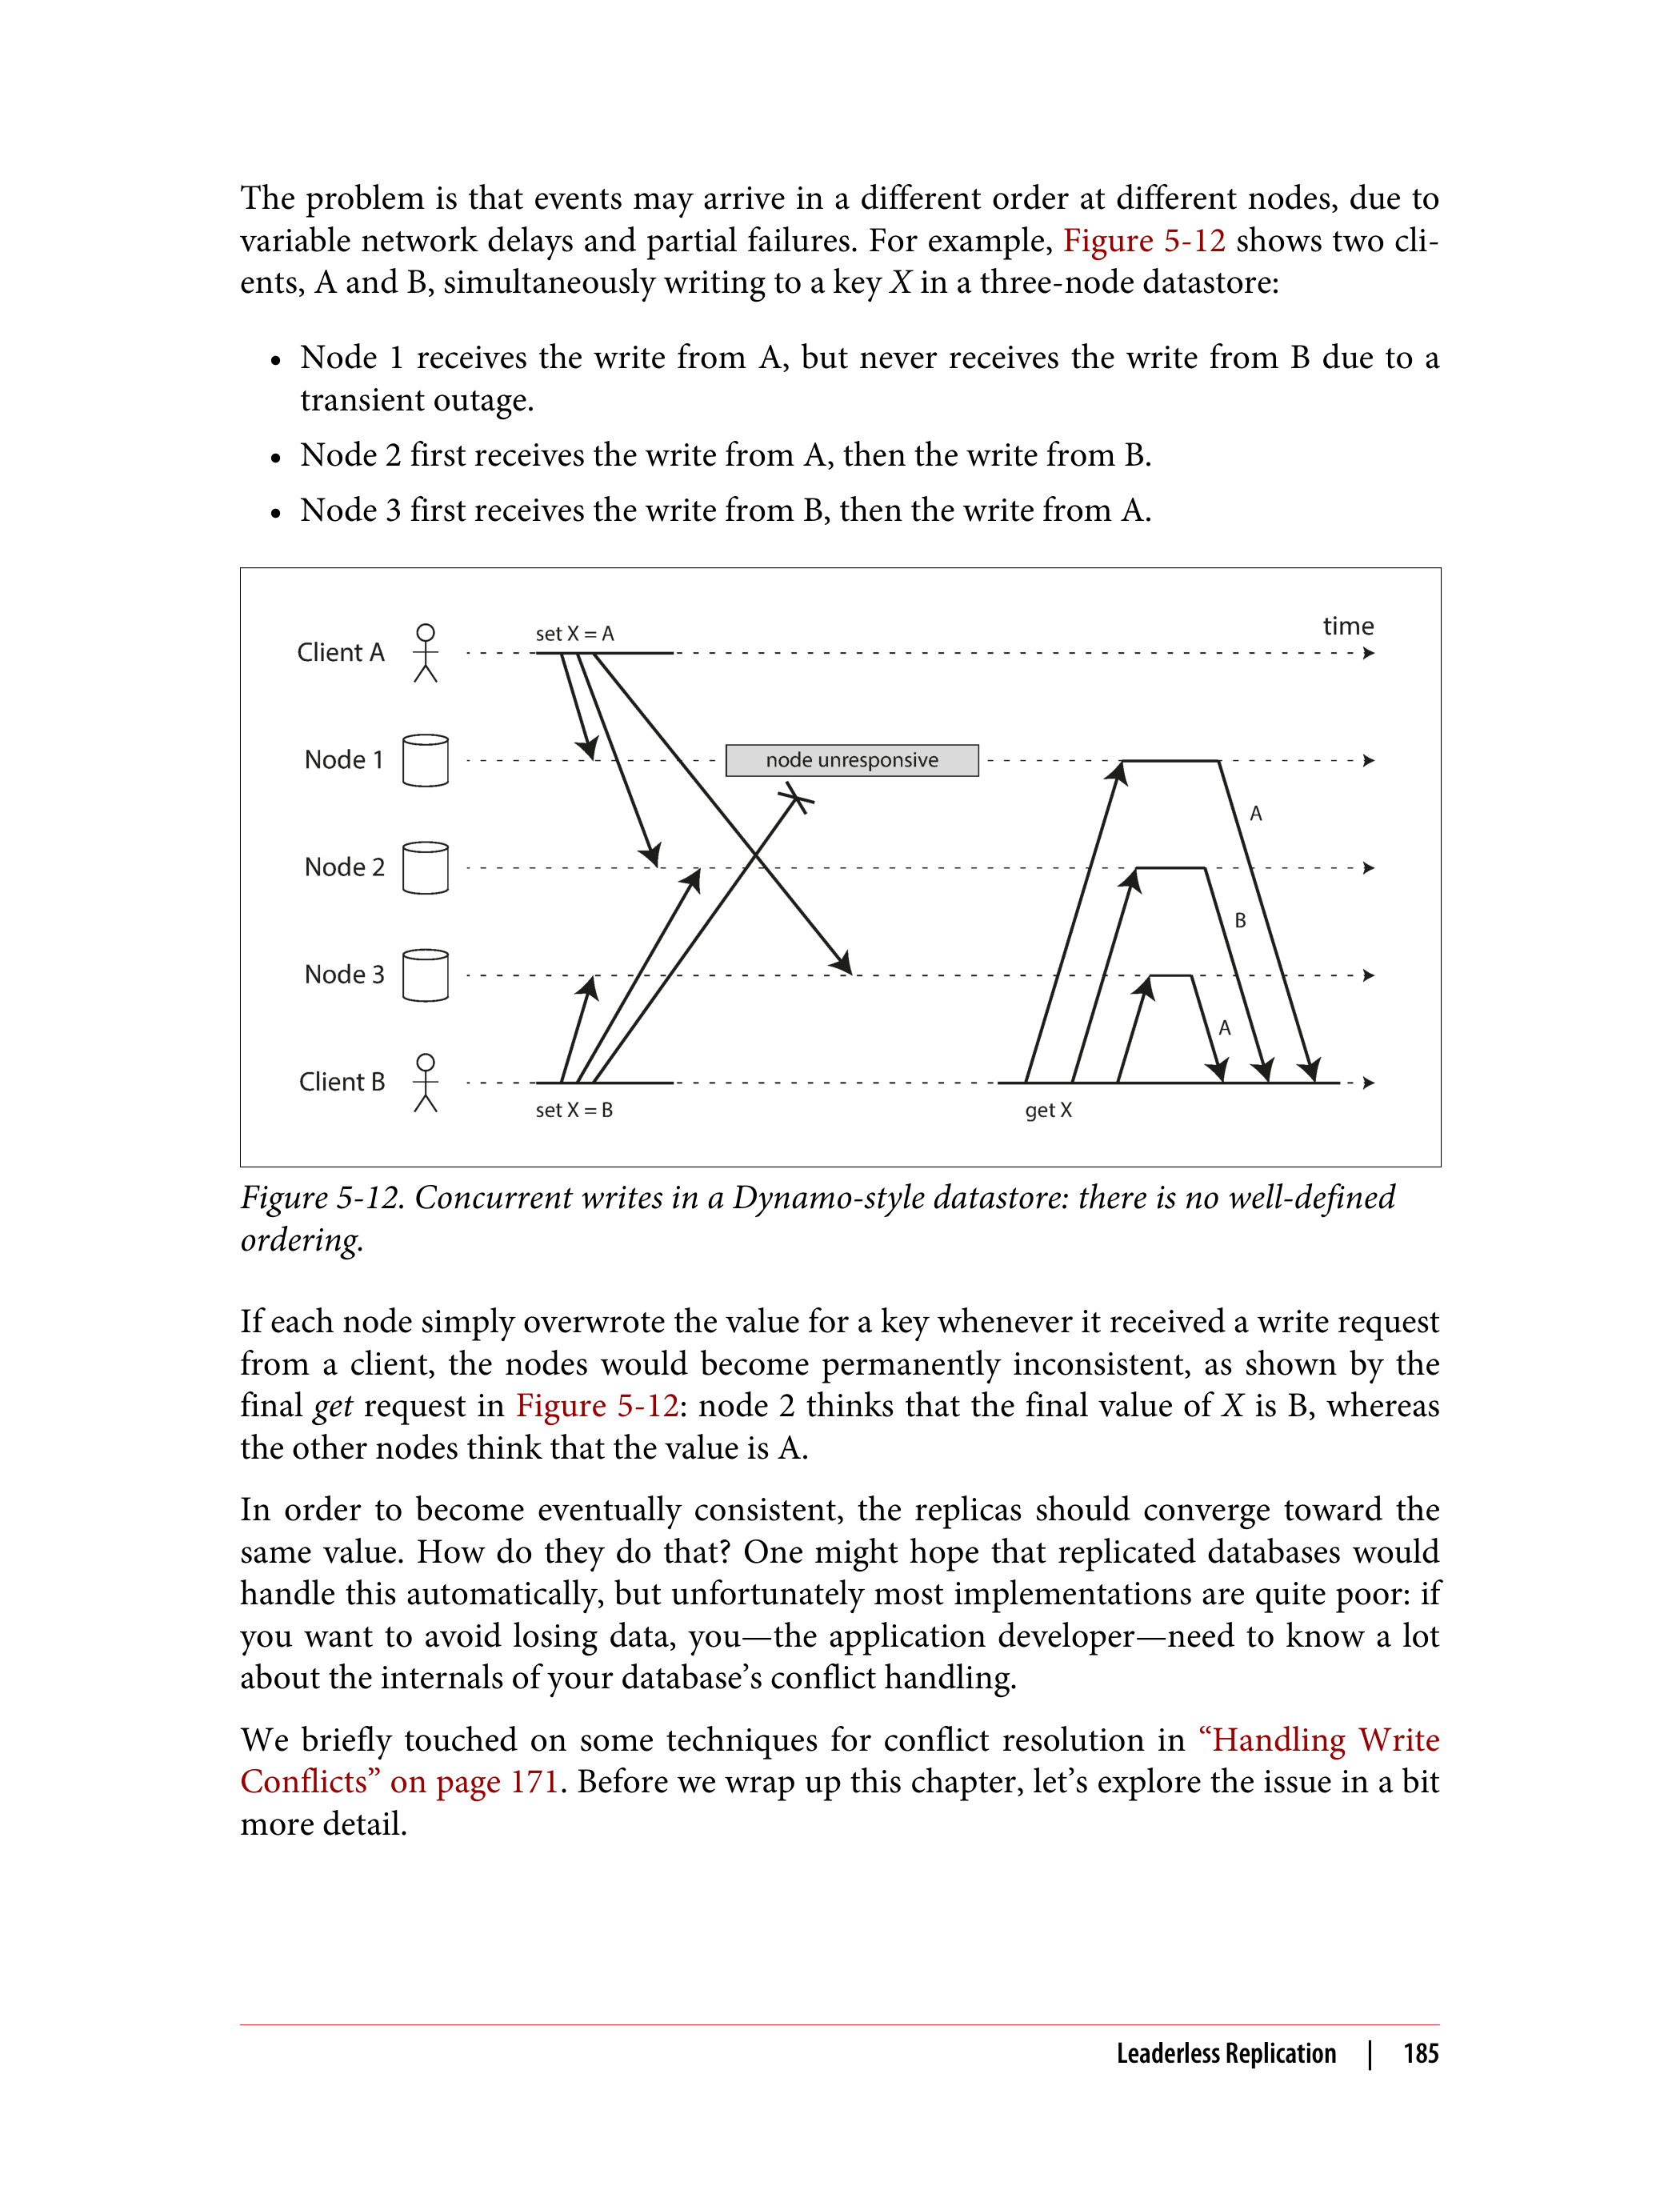 The problem is that events may arrive in a different order at different nodes, due to
variable network delays and partial failures. For example, Figure 5-12 shows two cli-
ents, A and B, simultaneously writing to a key X in a three-node datastore:
• Node 1 receives the write from A, but never receives the write from B due to a
transient outage.
• Node 2 first receives the write from A, then the write from B.
• Node 3 first receives the write from B, then the write from A.
set X = A
time
Client A
Node 1
node unresponsive
A
Node 2
B
Node 3
A
Client B
set X = B
get X
Figure 5-12. Concurrent writes in a Dynamo-style datastore: there is no well-defined
ordering.
If each node simply overwrote the value for a key whenever it received a write request
from a client, the nodes would become permanently inconsistent, as shown by the
final get request in Figure 5-12: node 2 thinks that the final value of X is B, whereas
the other nodes think that the value is A.
In order to become eventually consistent, the replicas should converge toward the
same value. How do they do that? One might hope that replicated databases would
handle this automatically, but unfortunately most implementations are quite poor: if
you want to avoid losing data, you—the application developer—need to know a lot
about the internals of your database’s conflict handling.
We briefly touched on some techniques for conflict resolution in “Handling Write
Conflicts” on page 171. Before we wrap up this chapter, let’s explore the issue in a bit
more detail.
Leaderless Replication | 185